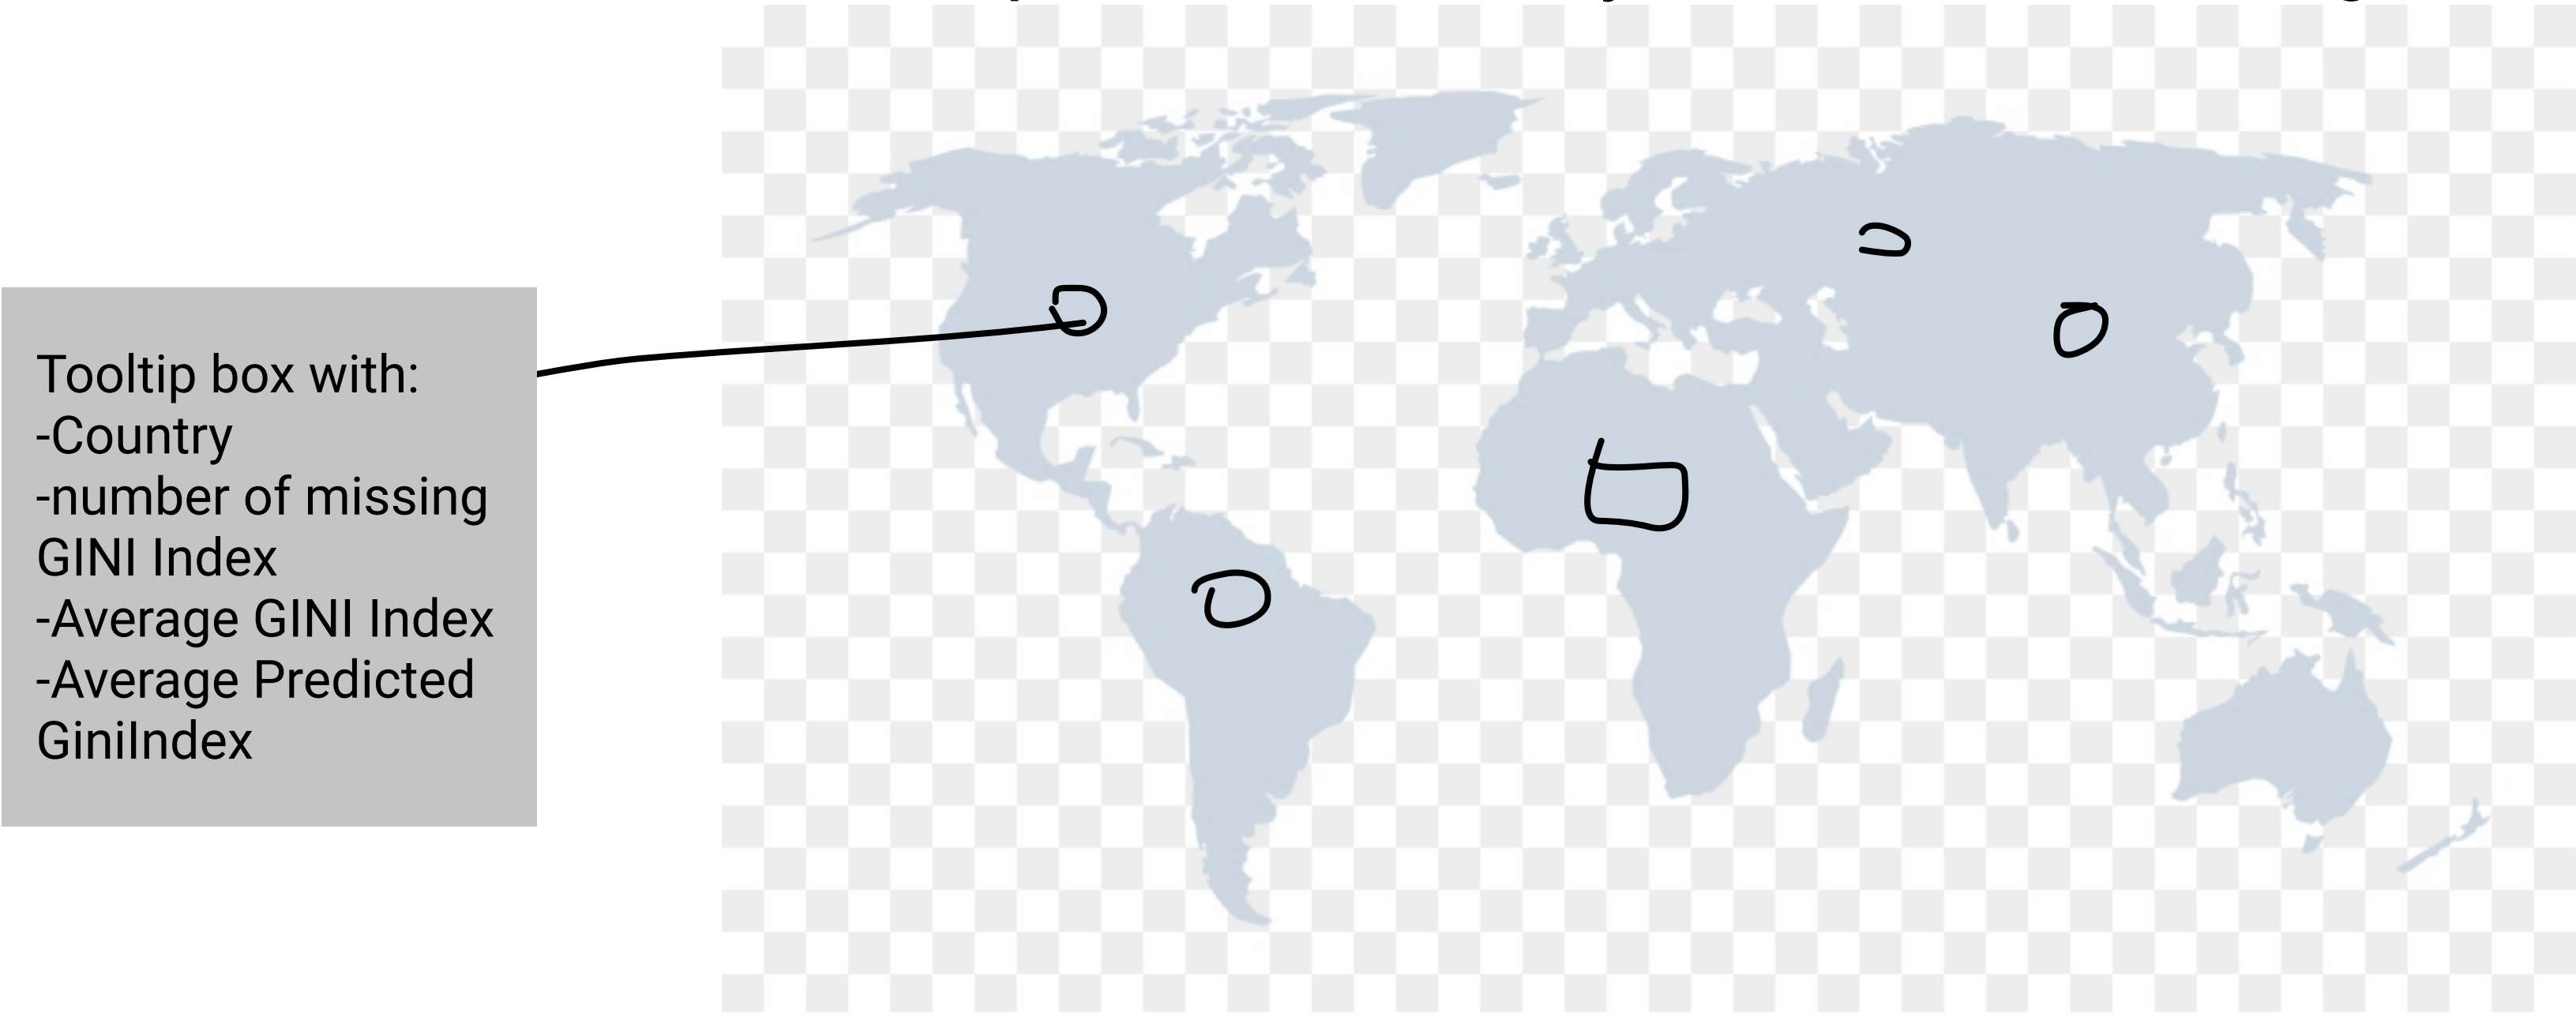 Tooltip box with:
-Country
-number of missing
GINI Index
-Average GINI Index
-Average Predicted
GiniIndex